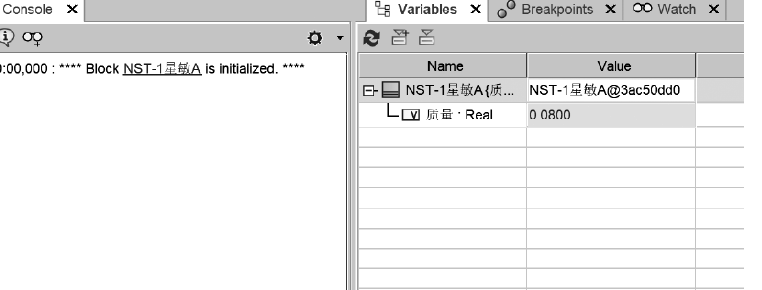 Console
Variables
Breakpoints
Watch
0:00,000 : **** Block NST-1星敏A is initialized. ****
Name
Value
NST-1星敏A{质...
NST-1星敏A@3ac50dd0
质量 : Real
0.0800